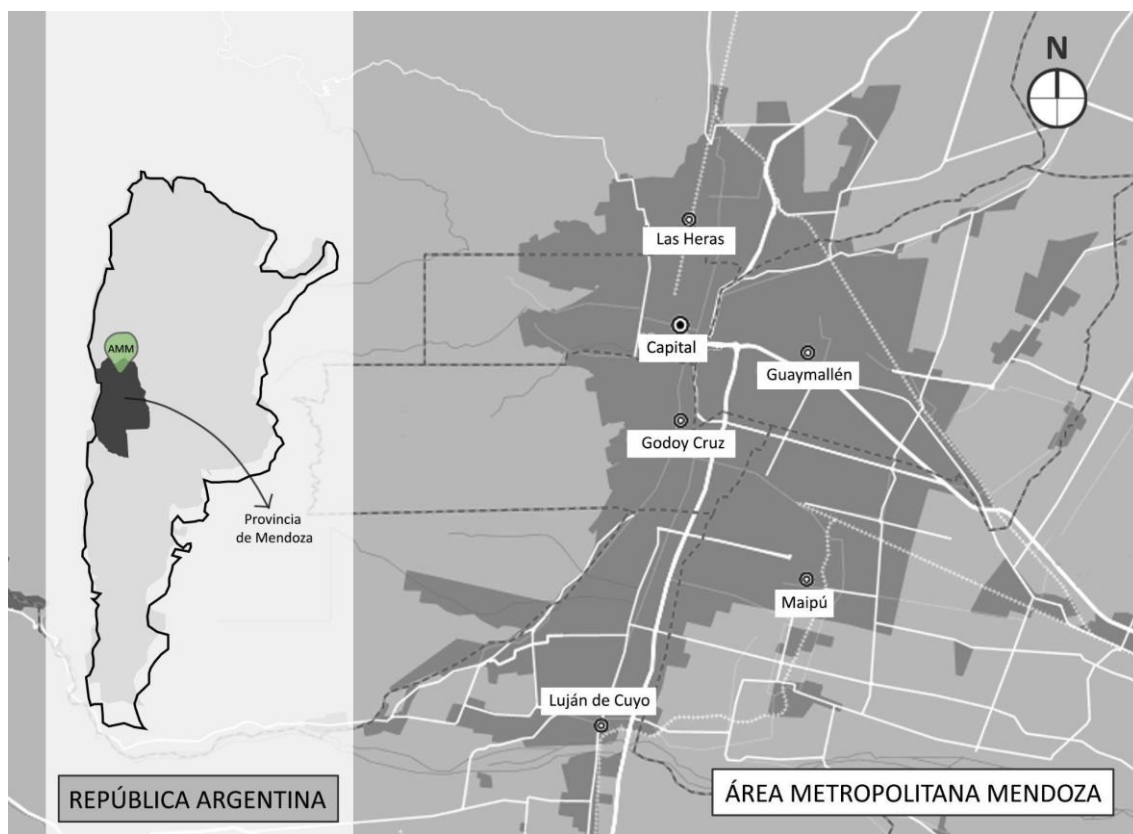 AMM
Provincia
de Mendoza
REPÚBLICA ARGENTINA
N
Las Heras
Capital
Guaymallén
Godoy Cruz
Maipú
Luján de Cuyo
ÁREA METROPOLITANA MENDOZA